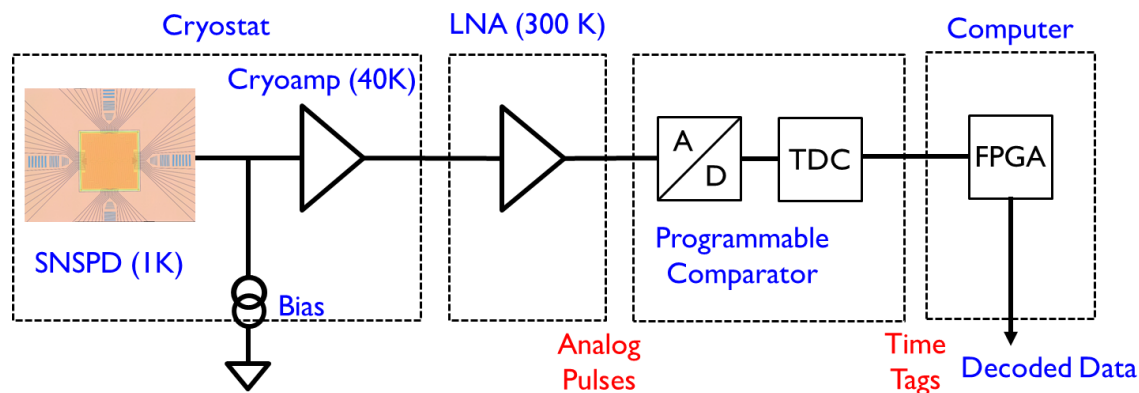 Cryostat
LNA (300 K)
Computer
Cryoamp (40K)
A
D
TDC
FPGA
SNSPD (1K)
Programmable
Comparator
Bias
Analog
Pulses
Time
Tags
Decoded Data